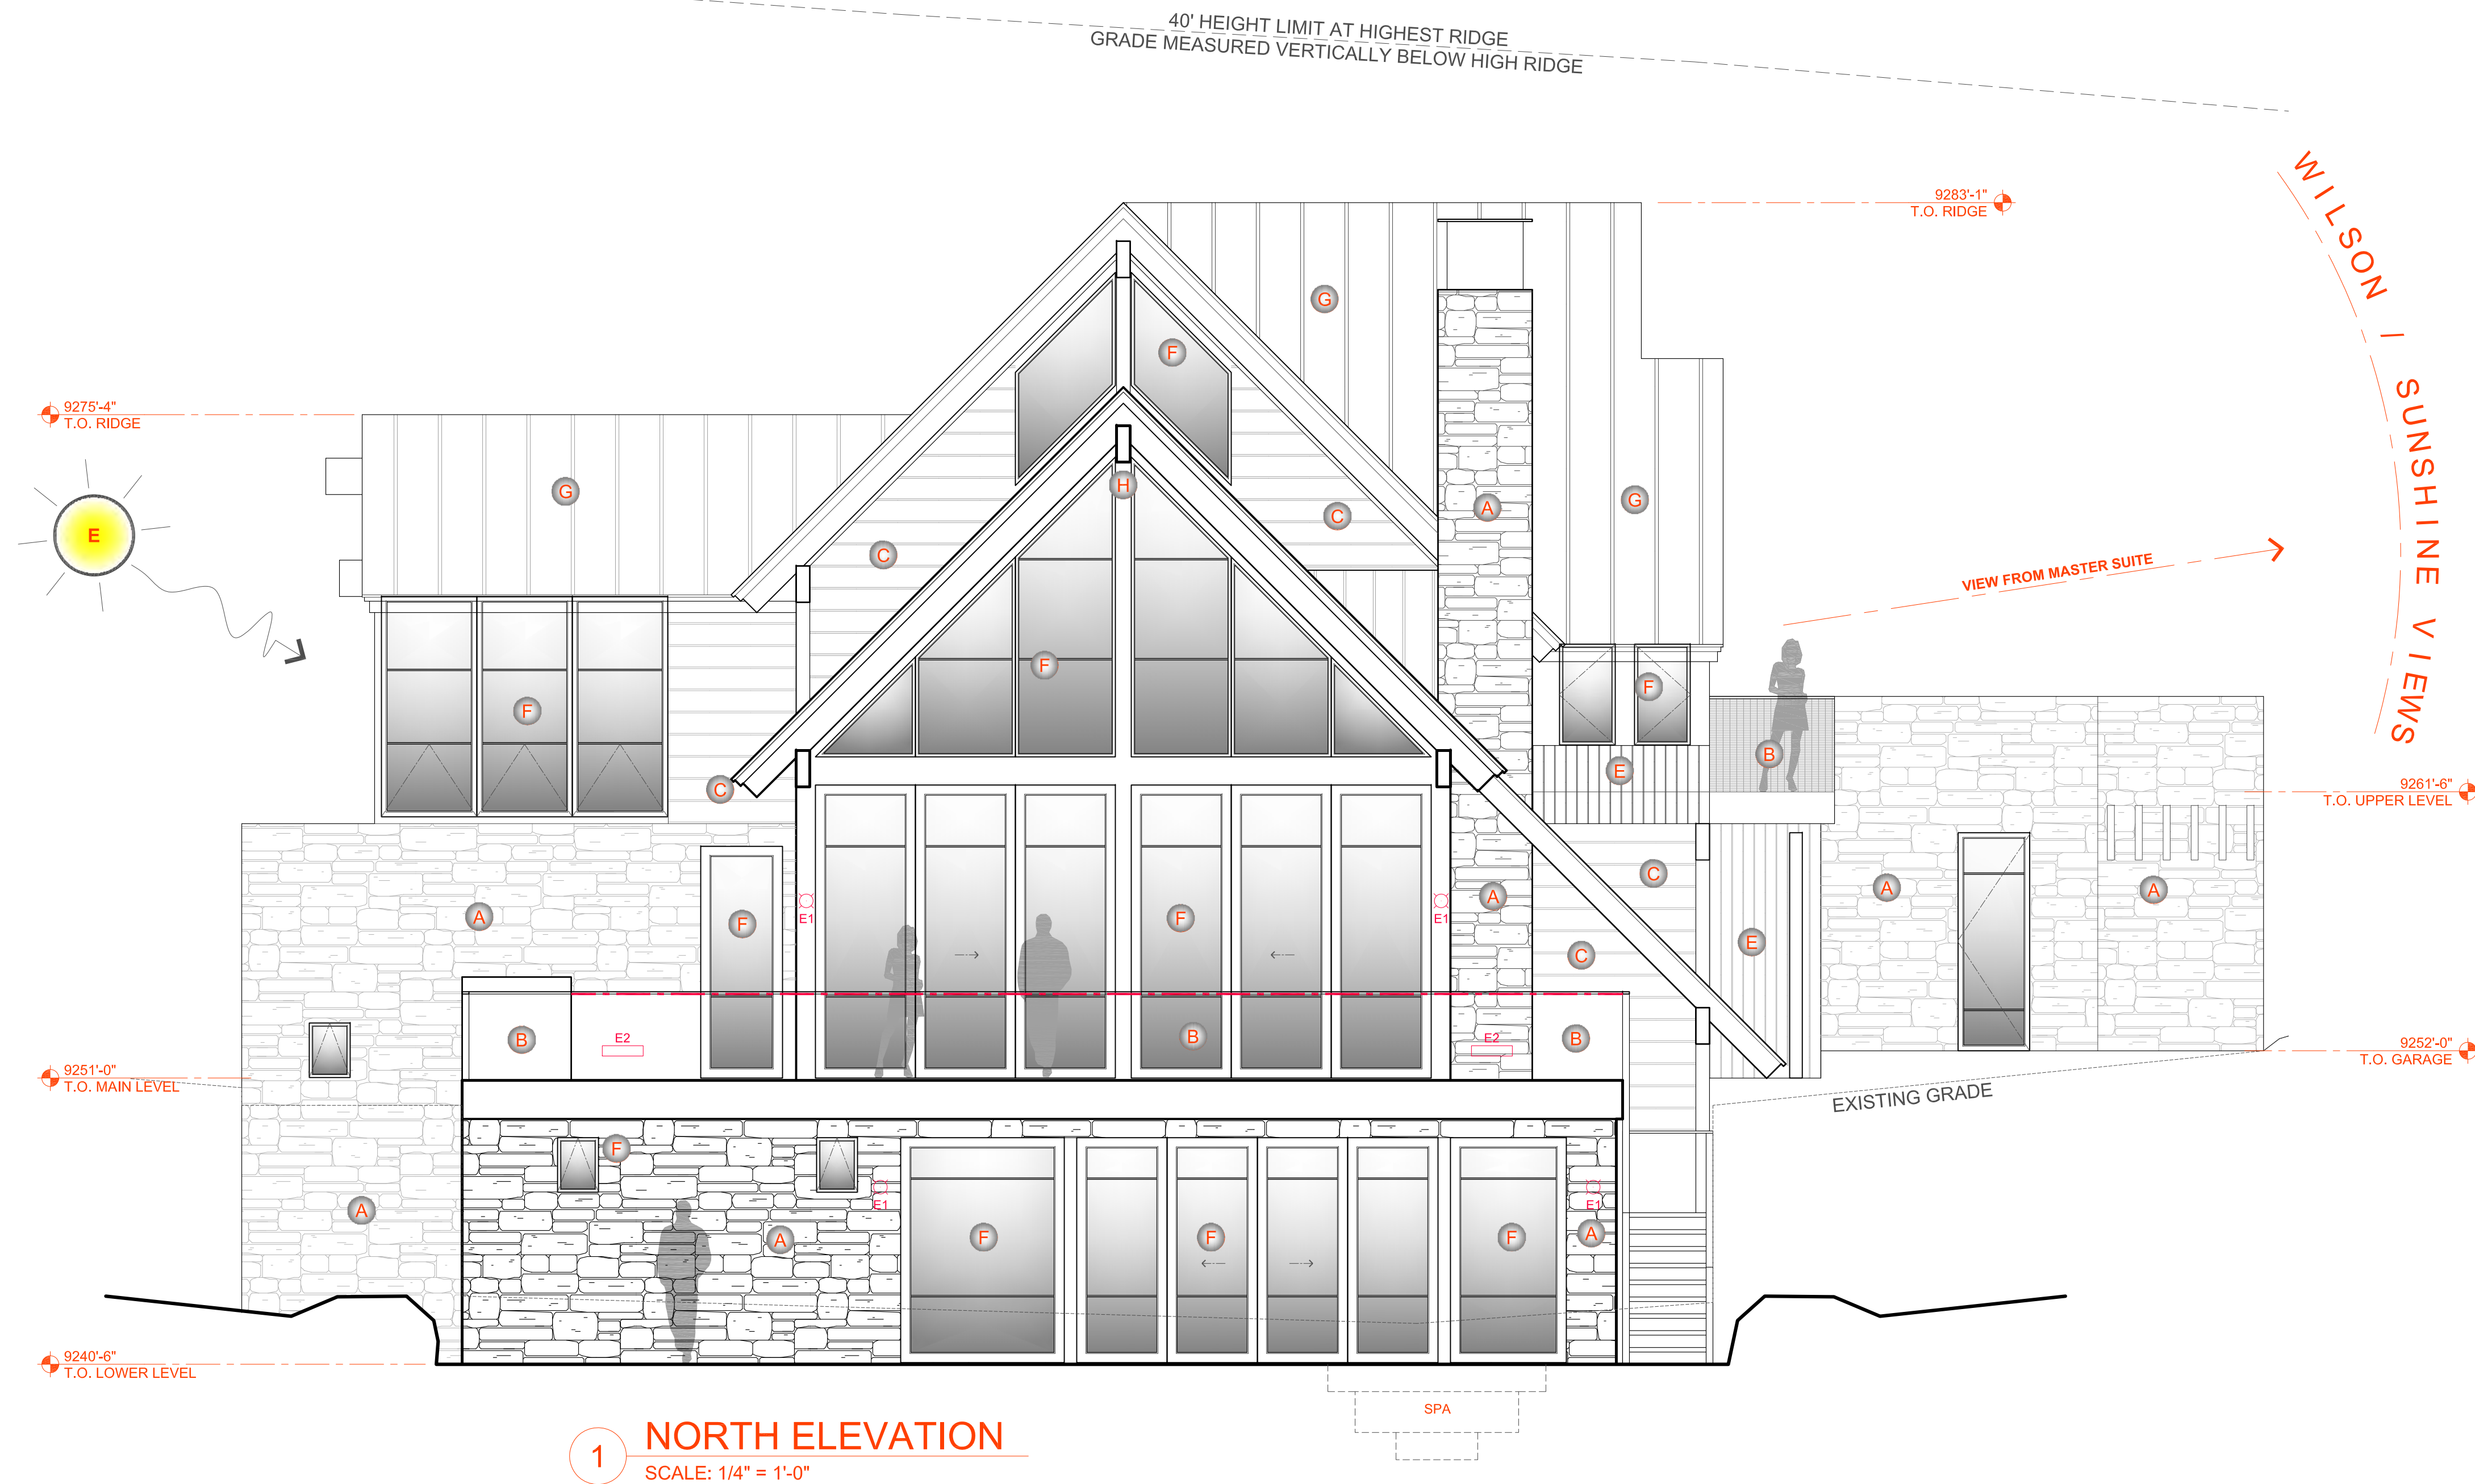 40' HEIGHT LIMIT AT HIGHEST RIDGE
GRADE MEASURED VERTICALLY BELOW HIGH RIDGE
WILSON / SUNSHINE VIEWS
9283'-1"
T.O. RIDGE
G
F
9275'-4"
T.O. RIDGE
G
H
A
G
C
C
E
VIEW FROM MASTER SUITE
F
F
F
B
E
C
9261'-6"
T.O. UPPER LEVEL
C
A
A
A
A
F
F
E1
E1
E
C
B
E2
B
E2
B
9251'-0"
T.O. MAIN LEVEL
9252'-0"
T.O. GARAGE
EXISTING GRADE
F
E1
E1
A
A
F
F
F
A
9240'-6"
T.O. LOWER LEVEL
SPA
1
NORTH ELEVATION
SCALE: 1/4" = 1'-0"